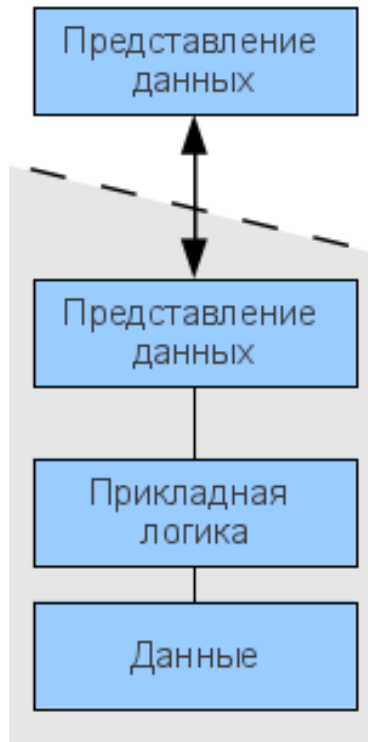 Представление
данных
Представление
данных
Прикладная
логика
Данные